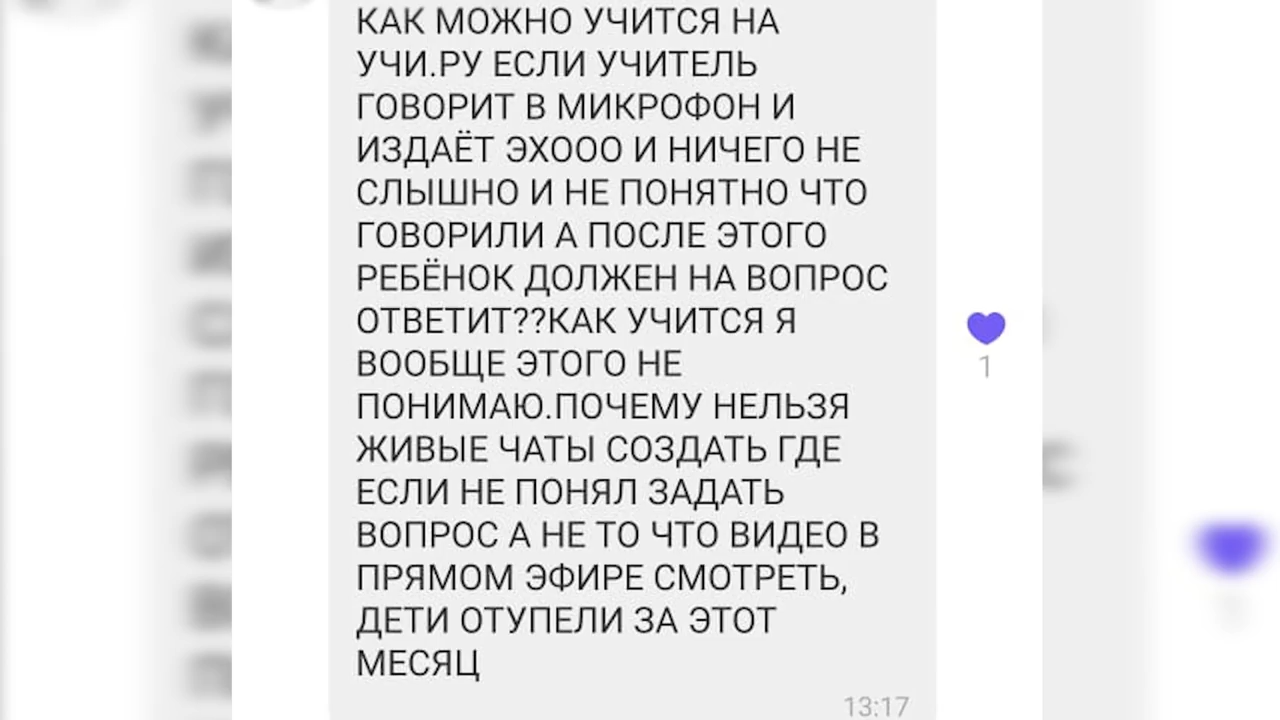 КАК МОЖНО УЧИТСЯ НА
УЧИ.РУ ЕСЛИ УЧИТЕЛЬ
ГОВОРИТ В МИКРОФОН И
ИЗДАЁТ ЭХООО И НИЧЕГО НЕ
СЛЫШНО И НЕ ПОНЯТНО ЧТО
ГОВОРИЛИ А ПОСЛЕ ЭТОГО
РЕБЁНОК ДОЛЖЕН НА ВОПРОС
ОТВЕТИТ??КАК УЧИТСЯ Я
ВООБЩЕ ЭТОГО НЕ
ПОНИМАЮ.ПОЧЕМУ НЕЛЬЗЯ
ЖИВЫЕ ЧАТЫ СОЗДАТЬ ГДЕ
ЕСЛИ НЕ ПОНЯЛ ЗАДАТЬ
ВОПРОС А НЕ ТО ЧТО ВИДЕО В
ПРЯМОМ ЭФИРЕ СМОТРЕТЬ,
ДЕТИ ОТУПЕЛИ ЗА ЭТОТ
МЕСЯЦ
13:17
1